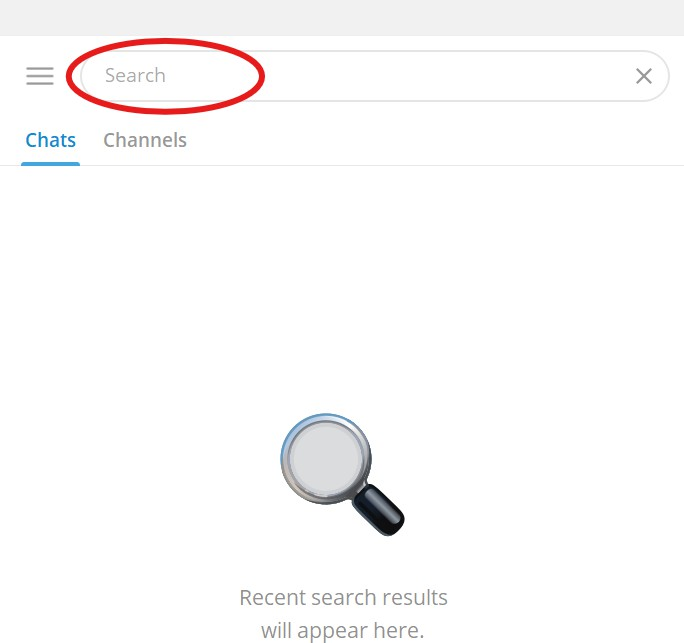 Search
Chats Channels
Recent search results
will appear here.